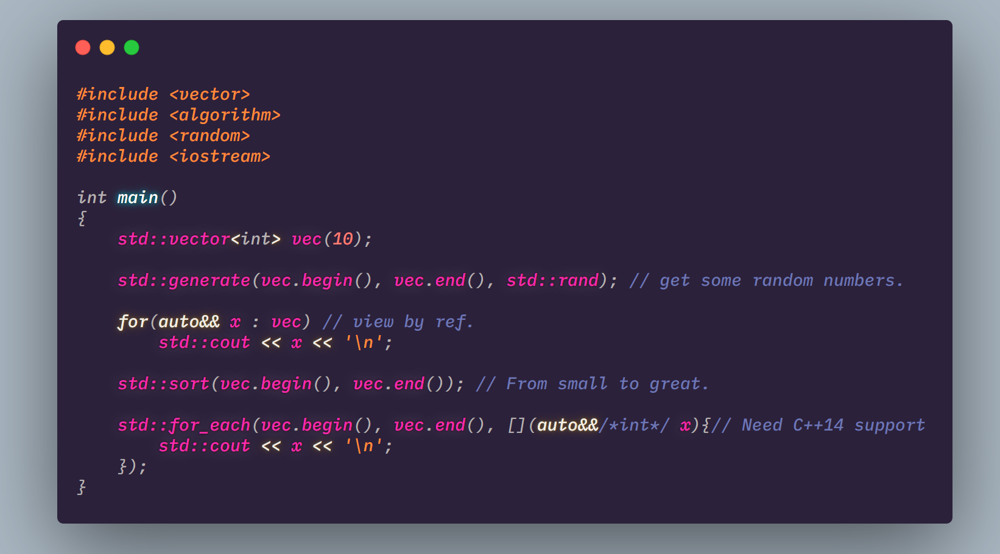 #include <vector>
#include <algorithm>
#include <random>
#include <iostream>

int main()
{
    std::vector<int> vec(10);

    std::generate(vec.begin(), vec.end(), std::rand); // get some random numbers.

    for(auto&& x : vec) // view by ref.
        std::cout << x << '\n';

    std::sort(vec.begin(), vec.end()); // From small to great.

    std::for_each(vec.begin(), vec.end(), [](auto&&/*int*/ x){// Need C++14 support
        std::cout << x << '\n';
    });
}